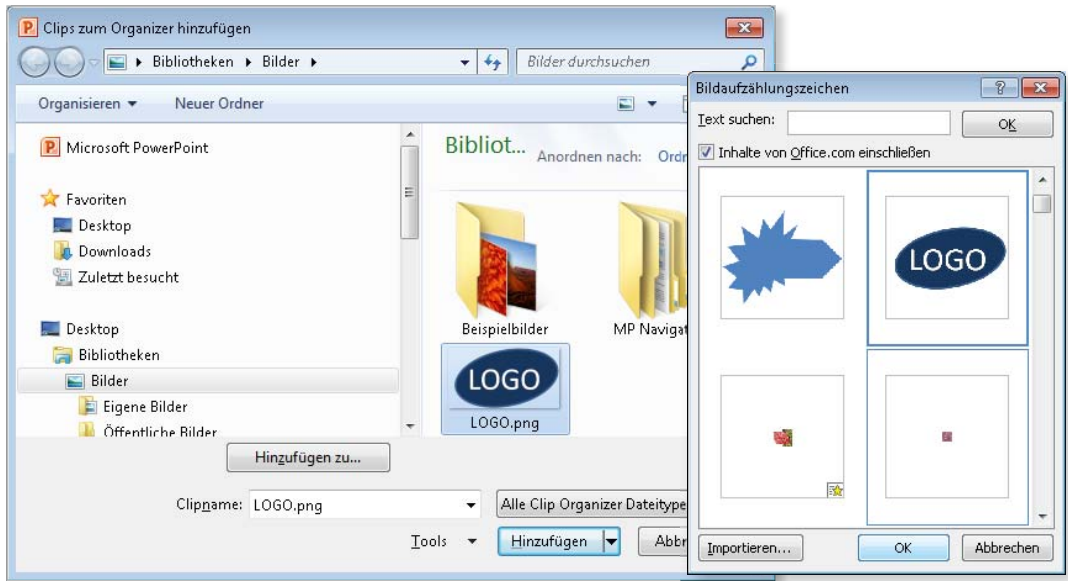 Clips zum Organizer hinzufügen
Bibliotheken
Bilder
Bilder durchsuchen
Organisieren
Neuer Ordner
Microsoft PowerPoint
Favoriten
Desktop
Downloads
Zuletzt besucht
Desktop
Bibliotheken
Bilder
Eigene Bilder
Öffentliche Bilder
Bibliot...
Anordnen nach: Ordn
Beispielbilder
MP Navigat
LOGO
LOGO.png
Hinzufügen zu...
Clipname: LOGO.png
Alle Clip Organizer Dateitype
Tools
Hinzufügen
Abbr
Bildaufzählungszeichen
Text suchen:
OK
Inhalte von Office.com einschließen
LOGO
Importieren...
OK
Abbrechen